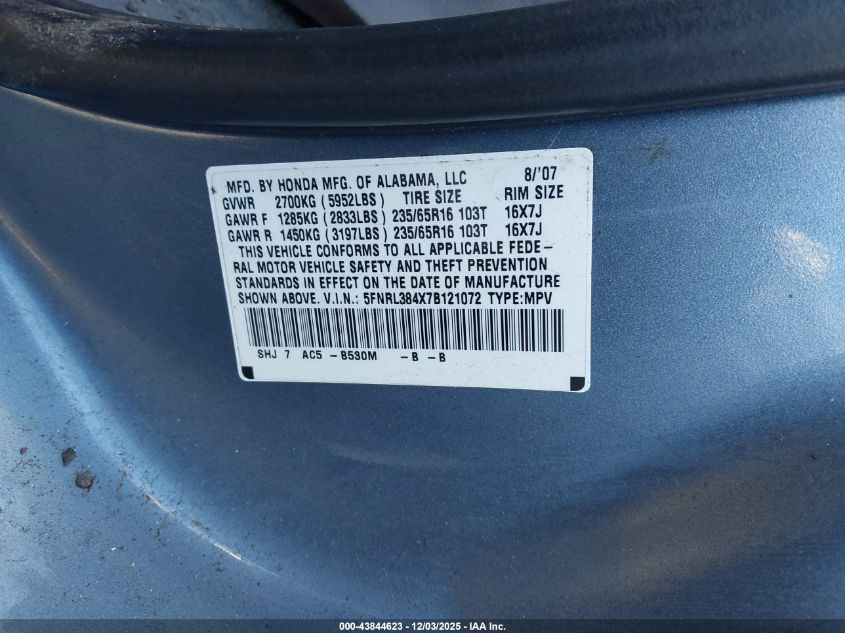 MFD. BY HONDA MFG. OF ALABAMA, LLC 8/'07
GVWR 2700KG (5952LBS) TIRE SIZE RIM SIZE
GAWR F 1285KG (2833LBS) 235/65R16 103T 16X7J
GAWR R 1450KG (3197LBS) 235/65R16 103T 16X7J
THIS VEHICLE CONFORMS TO ALL APPLICABLE FEDE-
RAL MOTOR VEHICLE SAFETY AND THEFT PREVENTION
STANDARDS IN EFFECT ON THE DATE OF MANUFACTURE
SHOWN ABOVE. V.I.N.: 5FNRL384X7B121072 TYPE:MPV
SHJ 7 AC5 -B530M -B -B
000-43844623 - 12/03/2025 - IAA Inc.